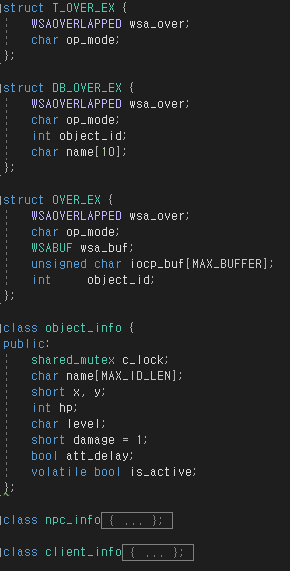 struct T_OVER_EX {
WSAOVERLAPPED wsa_over;
char op_mode;
};
struct DB_OVER_EX {
WSAOVERLAPPED wsa_over;
char op_mode;
int object_id;
char name[10];
};
struct OVER_EX {
WSAOVERLAPPED wsa_over;
char op_mode;
WSABUF wsa_buf;
unsigned char iocp_buf[MAX_BUFFER];
int object_id;
};
class object_info {
public:
shared_mutex c_lock;
char name[MAX_ID_LEN];
short x, y;
int hp;
char level;
short damage = 1;
bool att_delay;
volatile bool is_active;
};
class npc_info { ... };
class client_info { ... };